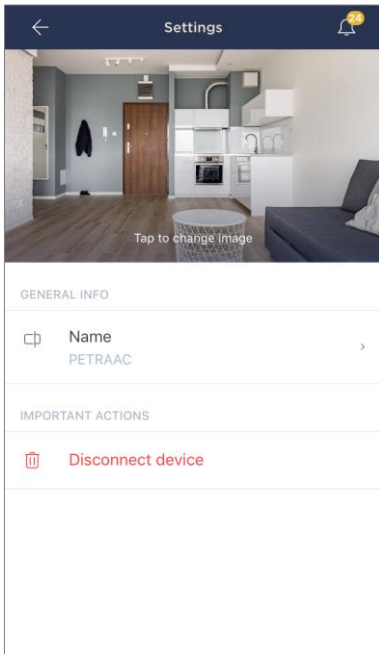 Settings
24
Tap to change image
GENERAL INFO
Name
PETRAAC
IMPORTANT ACTIONS
Disconnect device